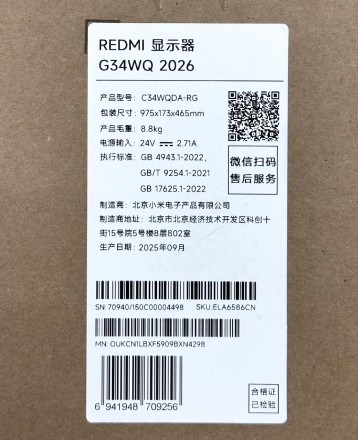 REDMI 显示器
G34WQ 2026
产品型号: C34WQDA-RG
包装尺寸: 975x173x465mm
产品毛重: 8.8kg
电源输入: 24V ⎓ 2.71A
执行标准: GB 4943.1-2022,
GB/T 9254.1-2021
GB 17625.1-2022
微信扫码
售后服务
制造商: 北京小米电子产品有限公司
制造商地址: 北京市北京经济技术开发区科创十
街15号院5号楼8层802室
生产日期: 2025年09月
SN: 70940/I50C00004498 SKU: ELA6586CN
MN: OUKCN1LBXF5909BXN4298
6 941948 709256
合格证
已检验